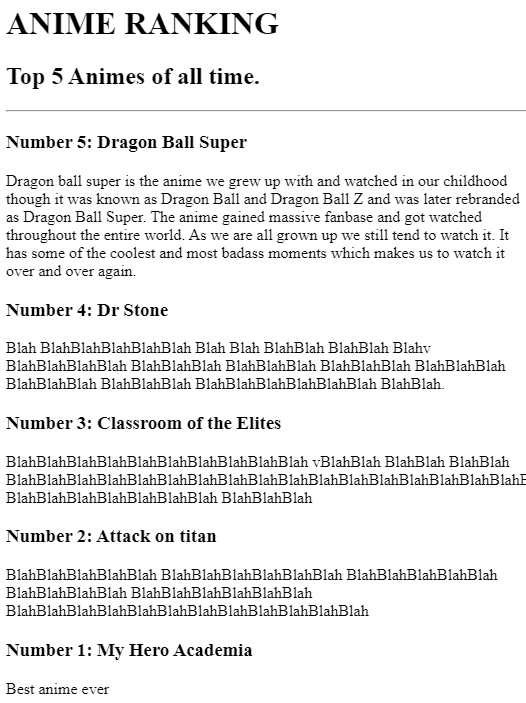 ANIME RANKING
Top 5 Animes of all time.
Number 5: Dragon Ball Super
Dragon ball super is the anime we grew up with and watched in our childhood
though it was known as Dragon Ball and Dragon Ball Z and was later rebranded
as Dragon Ball Super. The anime gained massive fanbase and got watched
throughout the entire world. As we are all grown up we still tend to watch it. It
has some of the coolest and most badass moments which makes us to watch it
over and over again.
Number 4: Dr Stone
Blah BlahBlahBlahBlahBlah Blah Blah BlahBlah BlahBlah Blahv
BlahBlahBlahBlah BlahBlahBlah BlahBlahBlah BlahBlahBlah BlahBlahBlah
BlahBlahBlah BlahBlahBlah BlahBlahBlahBlahBlahBlah BlahBlah.
Number 3: Classroom of the Elites
BlahBlahBlahBlahBlahBlahBlahBlahBlahBlah vBlahBlah BlahBlah BlahBlah
BlahBlahBlahBlahBlahBlahBlahBlahBlahBlahBlahBlahBlahBlahBlahBlahBlahB
BlahBlahBlahBlahBlahBlahBlah BlahBlahBlah
Number 2: Attack on titan
BlahBlahBlahBlahBlah BlahBlahBlahBlahBlahBlah BlahBlahBlahBlahBlah
BlahBlahBlahBlah BlahBlahBlahBlahBlahBlah
BlahBlahBlahBlahBlahBlahBlahBlahBlahBlahBlahBlah
Number 1: My Hero Academia
Best anime ever